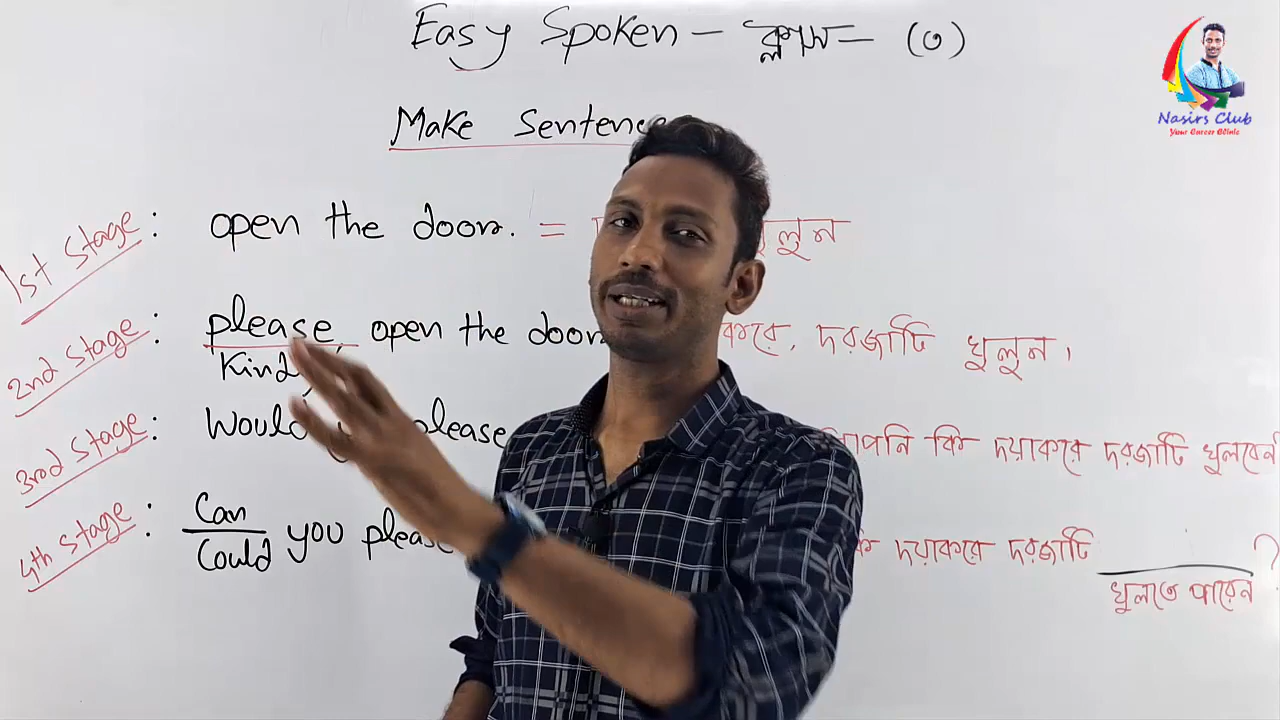 Easy Spoken - ক্লাস - (৩)
Nasirs Club
Your Career Clinic
Make Sentence
1st stage : open the door. = খুলুন
2nd stage : please, open the door করে, দরজাটি খুলুন।
3rd stage : Would please আপনি কি দয়াকরে দরজাটি খুলবেন
4th stage : Can you please কি দয়াকরে দরজাটি ?
Could খুলতে পারেন